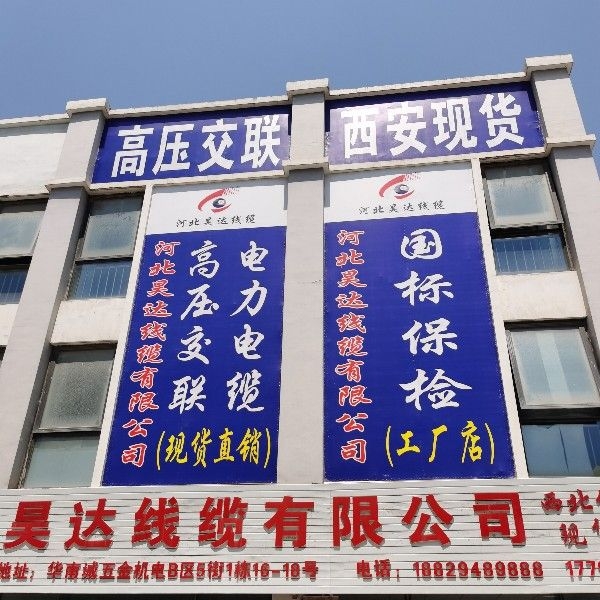 高压交联
西安现货
河北昊达线缆
河北昊达线缆有限公司
高压交联
电力电缆
(现货直销)
河北昊达线缆
河北昊达线缆有限公司
国标保检
(工厂店)
昊达线缆有限公司
西北
现
地址：华南城五金机电B区5街1栋16-18号
电话：18829489888
177